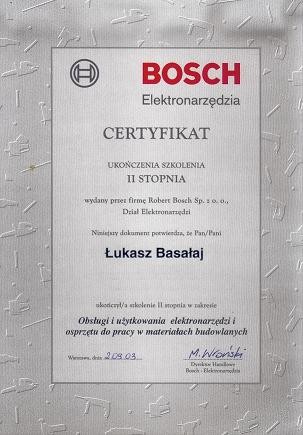 BOSCH
Elektronarzędzia
CERTYFIKAT
UKOŃCZENIA SZKOLENIA
II STOPNIA
wydany przez firmę Robert Bosch Sp. z o. o.,
Dział Elektronarzędzi
Niniejszy dokument potwierdza, że Pan/Pani
Łukasz Basałaj
ukończył/a szkolenie II stopnia w zakresie
Obsługi i użytkowania elektronarzędzi i
osprzętu do pracy w materiałach budowlanych
Warszawa, dnia 2.09.03. M. Wroński
Dyrektor Handlowy
Bosch - Elektronarzędzia